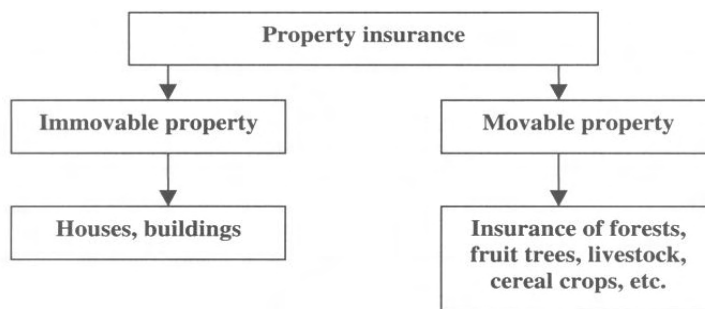 Property insurance
Immovable property
Movable property
Houses, buildings
Insurance of forests,
fruit trees, livestock,
cereal crops, etc.